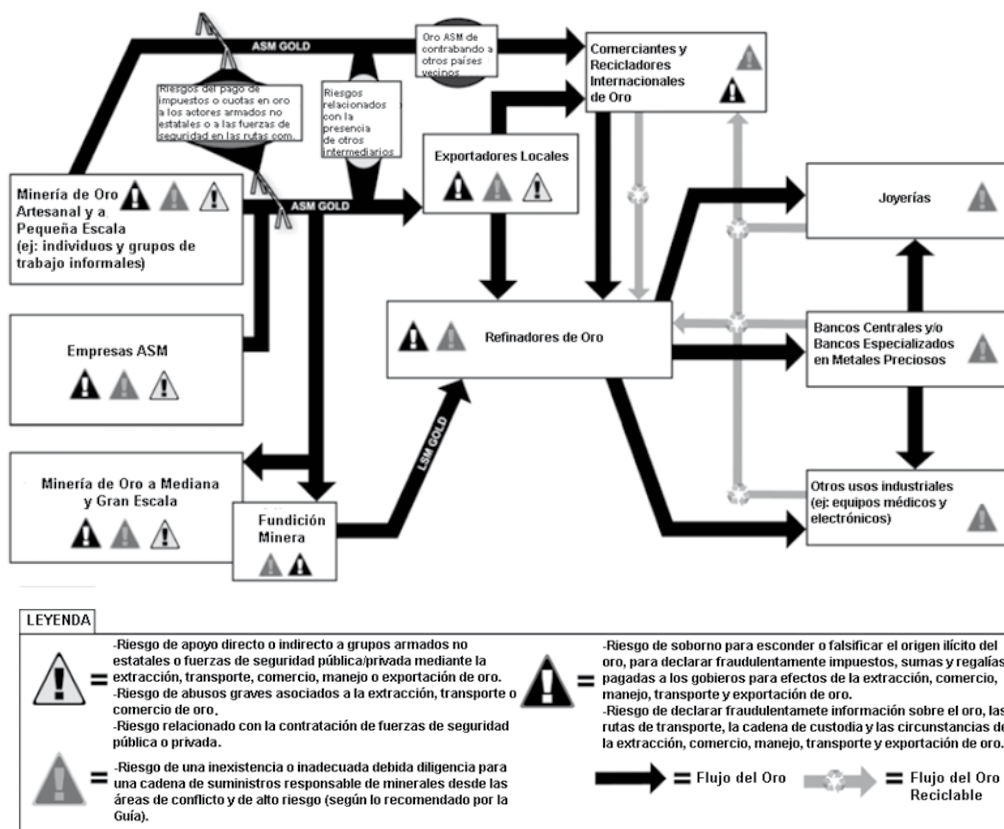 ASM GOLD
Oro ASM de
contrabando a
otros países
vecinos
Comerciantes y
Recicladores
Internacionales
de Oro
Riesgos del pago de
impuestos o cuotas en oro
a los actores armados no
estatales o a las fuerzas de
seguridad en las rutas com.
Riesgos
relacionados
con la
presencia
de otros
intermediarios
Exportadores Locales
Minería de Oro
Artesanal y a
Pequeña Escala
(ej: individuos y grupos de
trabajo informales)
ASM GOLD
Joyerías
Empresas ASM
Refinadores de Oro
Bancos Centrales y/o
Bancos Especializados
en Metales Preciosos
LSM GOLD
Minería de Oro a Mediana
y Gran Escala
Fundición
Minera
Otros usos industriales
(ej: equipos médicos y
electrónicos)
LEYENDA
=
-Riesgo de apoyo directo o indirecto a grupos armados no
estatales o fuerzas de seguridad pública/privada mediante la
extracción, transporte, comercio, manejo o exportación de oro.
-Riesgo de abusos graves asociados a la extracción, transporte o
comercio de oro.
-Riesgo relacionado con la contratación de fuerzas de seguridad
pública o privada.
=
-Riesgo de una inexistencia o inadecuada debida diligencia para
una cadena de suministros responsable de minerales desde las
áreas de conflicto y de alto riesgo (según lo recomendado por la
Guía).
=
-Riesgo de soborno para esconder o falsificar el origen ilícito del
oro, para declarar fraudulentamente impuestos, sumas y regalías
pagadas a los gobieros para efectos de la extracción, comercio,
manejo, transporte y exportación de oro.
-Riesgo de declarar fraudulentamete información sobre el oro, las
rutas de transporte, la cadena de custodia y las circunstancias de
la extracción, comercio, manejo, transporte y exportación de oro.
= Flujo del Oro
= Flujo del Oro
Reciclable